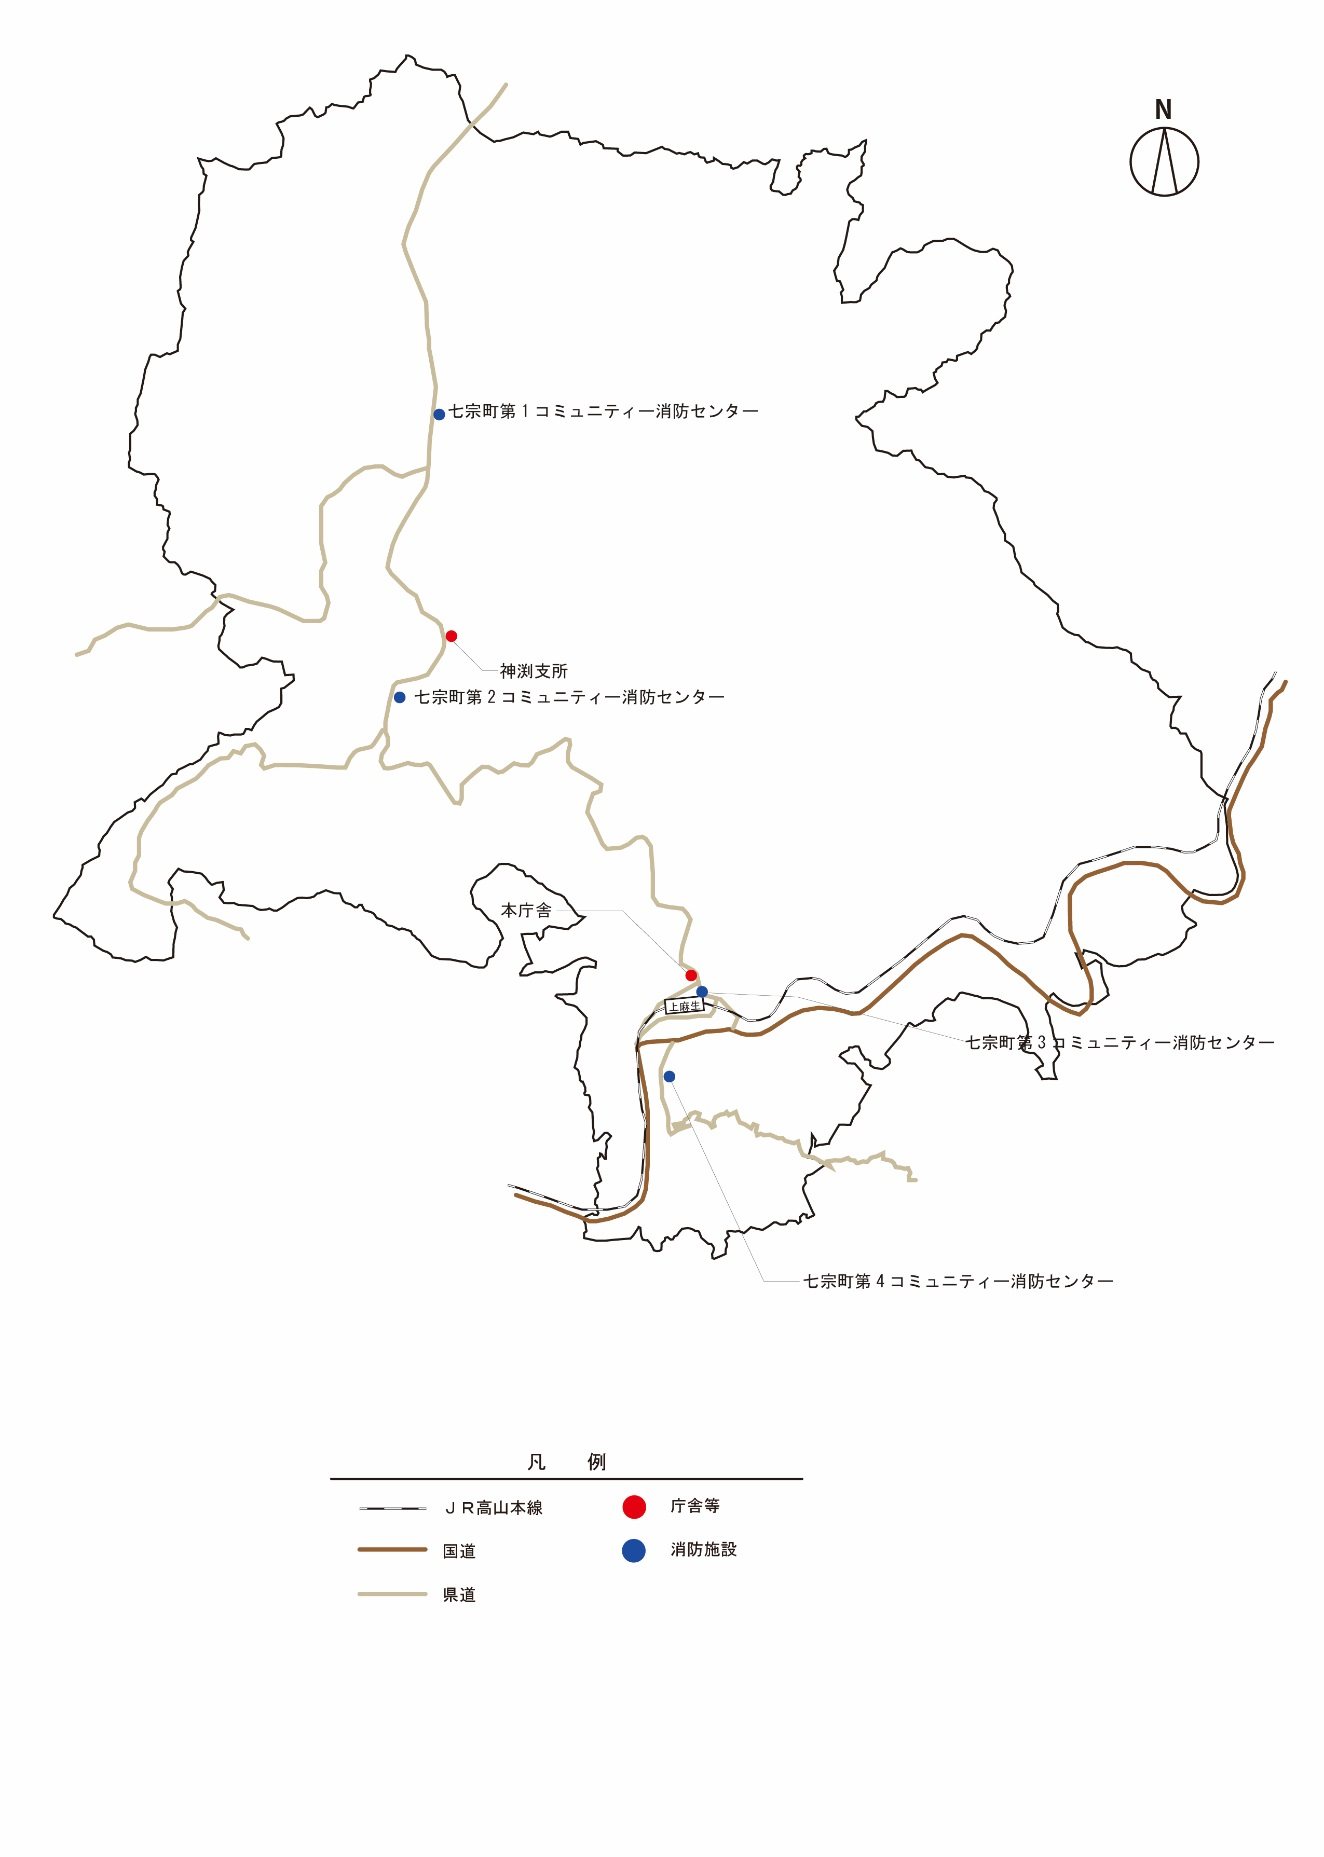 N
七宗町第1コミュニティー消防センター
神渕支所
七宗町第2コミュニティー消防センター
本庁舎
上麻生
七宗町第3コミュニティー消防センター
七宗町第4コミュニティー消防センター
凡　例
ＪＲ高山本線
庁舎等
国道
消防施設
県道